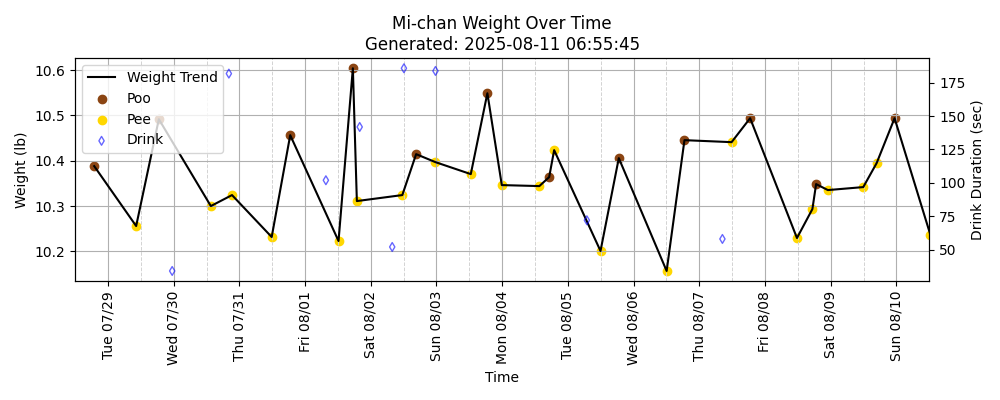 Mi-chan Weight Over Time
Generated: 2025-08-11 06:55:45
Weight (lb)
10.6
10.5
10.4
10.3
10.2
Weight Trend
Poo
Pee
Drink
175
150
125
100
75
50
Drink Duration (sec)
Tue 07/29
Wed 07/30
Thu 07/31
Fri 08/01
Sat 08/02
Sun 08/03
Mon 08/04
Tue 08/05
Wed 08/06
Thu 08/07
Fri 08/08
Sat 08/09
Sun 08/10
Time